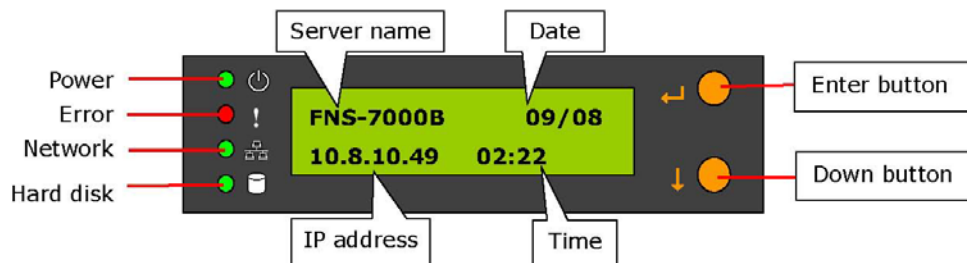 Server name
Date
Power
Error
Network
Hard disk
FNS-7000B 09/08
10.8.10.49 02:22
Enter button
Down button
IP address
Time